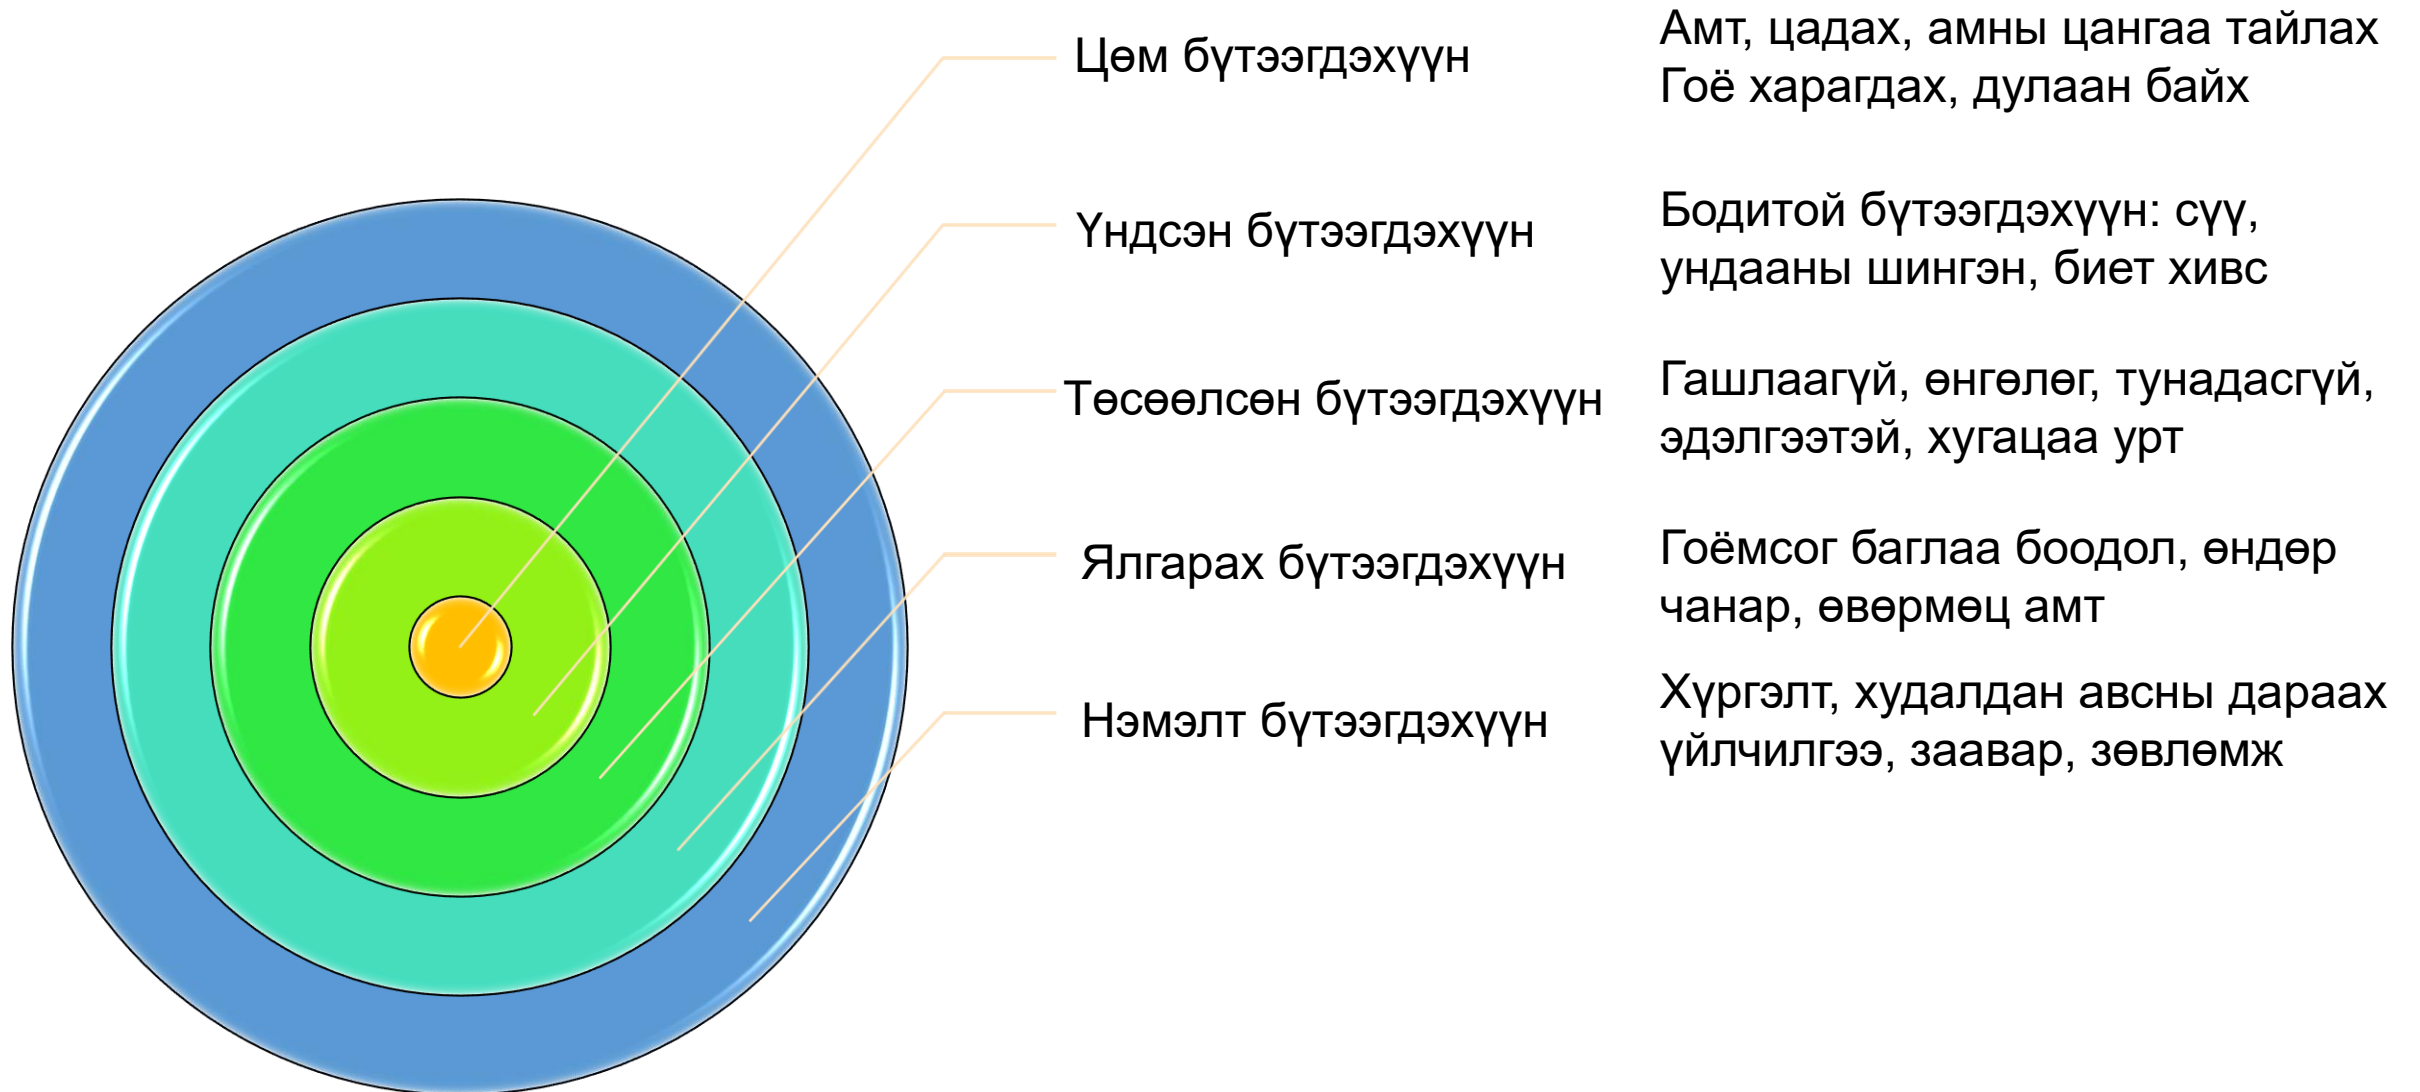 Цөм бүтээгдэхүүн
Амт, цадах, амны цангаа тайлах
Гоё харагдах, дулаан байх
Үндсэн бүтээгдэхүүн
Бодитой бүтээгдэхүүн: сүү,
ундааны шингэн, биет хивс
Төсөөлсөн бүтээгдэхүүн
Гашлаагүй, өнгөлөг, тунадасгүй,
эдэлгээтэй, хугацаа урт
Ялгарах бүтээгдэхүүн
Гоёмсог баглаа боодол, өндөр
чанар, өвөрмөц амт
Нэмэлт бүтээгдэхүүн
Хүргэлт, худалдан авсны дараах
үйлчилгээ, заавар, зөвлөмж